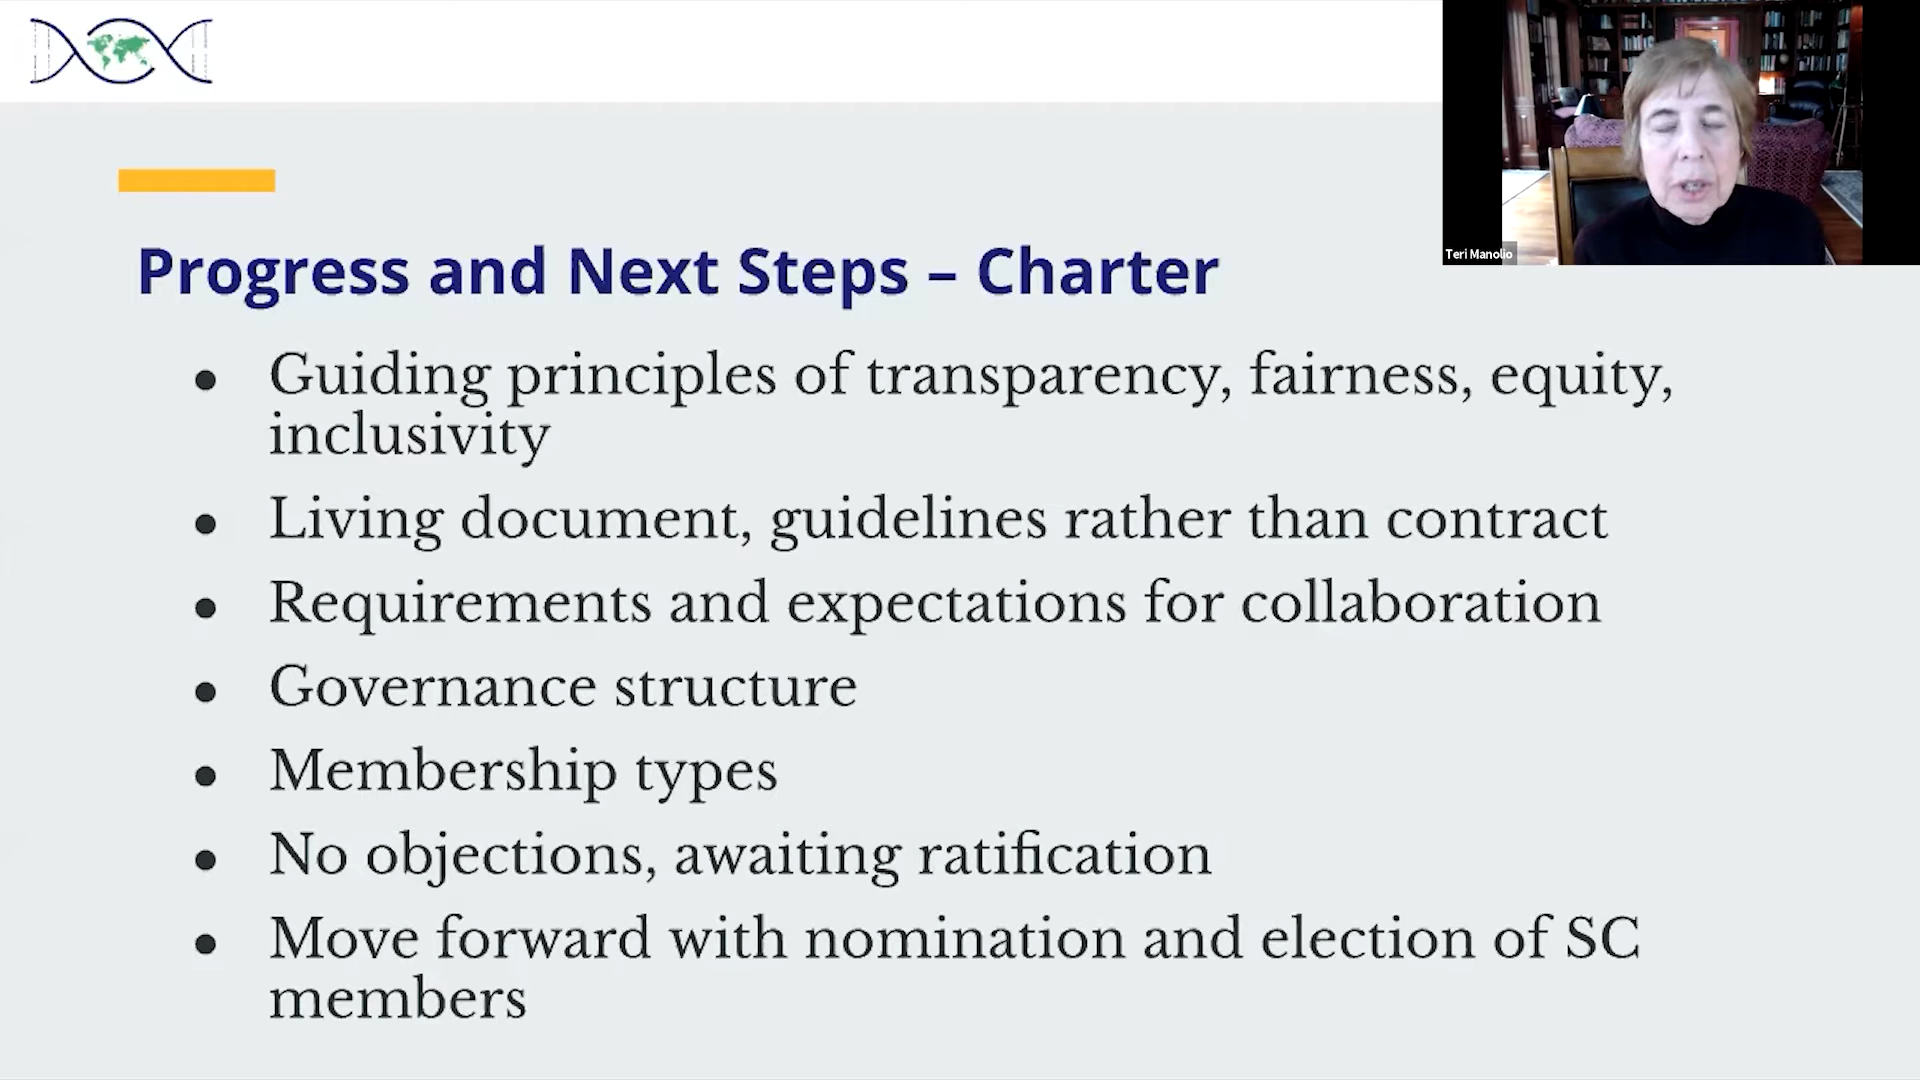 Teri Manolio
Progress and Next Steps – Charter
● Guiding principles of transparency, fairness, equity,
inclusivity
● Living document, guidelines rather than contract
● Requirements and expectations for collaboration
● Governance structure
● Membership types
● No objections, awaiting ratification
● Move forward with nomination and election of SC
members